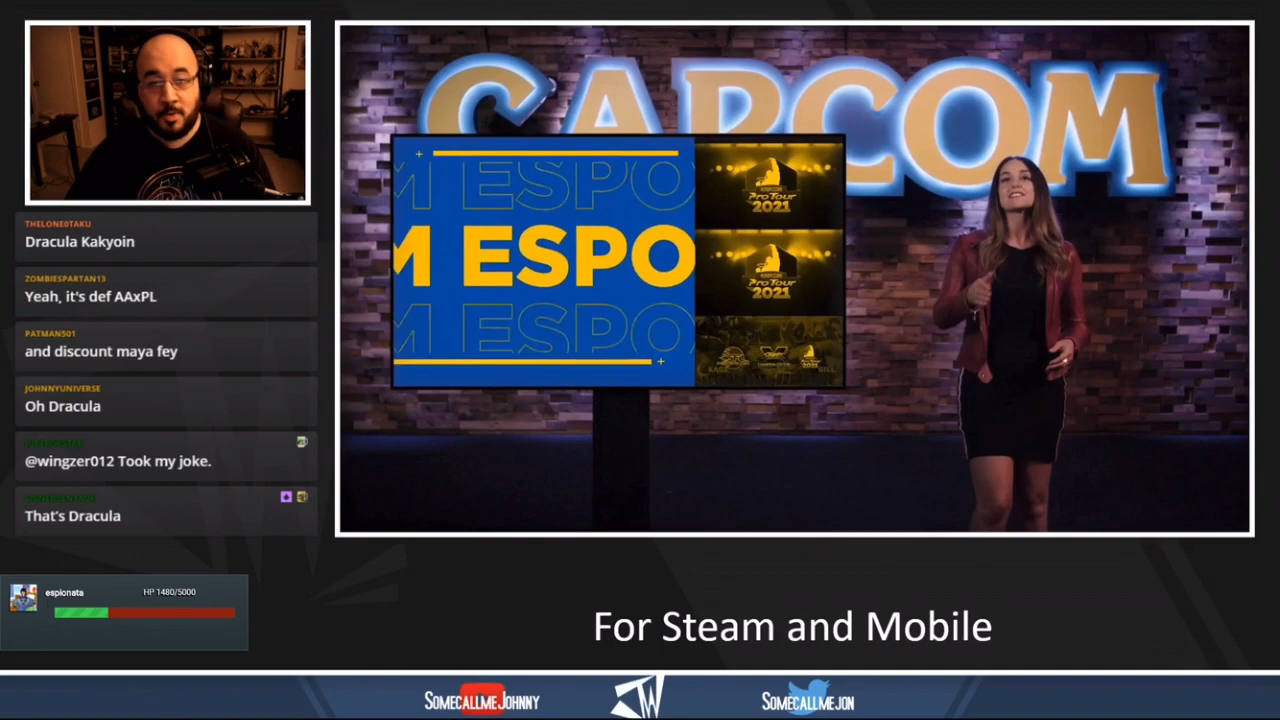 CAPCOM
M ESPO
M ESPO
M ESPO
PRO TOUR
2021
PRO TOUR
2021
THELONE0TAKU
Dracula Kakyoin
ZOMBIESPARTAN13
Yeah, it's def AAxPL
PATMAN501
and discount maya fey
JOHNNYUNIVERSE
Oh Dracula
@wingzer012 Took my joke.
That's Dracula
espionata
HP 1480/5000
For Steam and Mobile
SOMECALLMEJOHNNY
SOMECALLMEJON